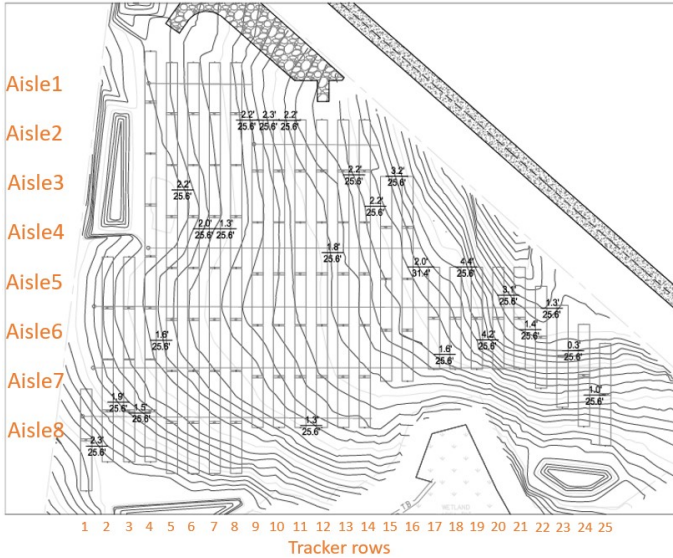 Aisle1
2.2' 2.3' 2.2'
25.6' 25.6' 25.6'
Aisle2
2.2'
25.6'
3.2'
25.6'
Aisle3
2.2'
25.6'
2.2'
25.6'
Aisle4
2.0' 1.3'
25.6' 25.6'
1.8'
25.6'
2.0'
31.4'
4.4'
25.6'
Aisle5
3.1'
25.6'
1.3'
25.6'
Aisle6
1.6'
25.6'
4.2'
25.6'
1.4'
25.6'
1.6'
25.6'
0.3'
25.6'
Aisle7
1.9'
25.6'
1.5'
25.6'
1.0'
25.6'
Aisle8
2.3'
25.6'
1.3'
25.6'
TB
WETLAND
1 2 3 4 5 6 7 8 9 10 11 12 13 14 15 16 17 18 19 20 21 22 23 24 25
Tracker rows